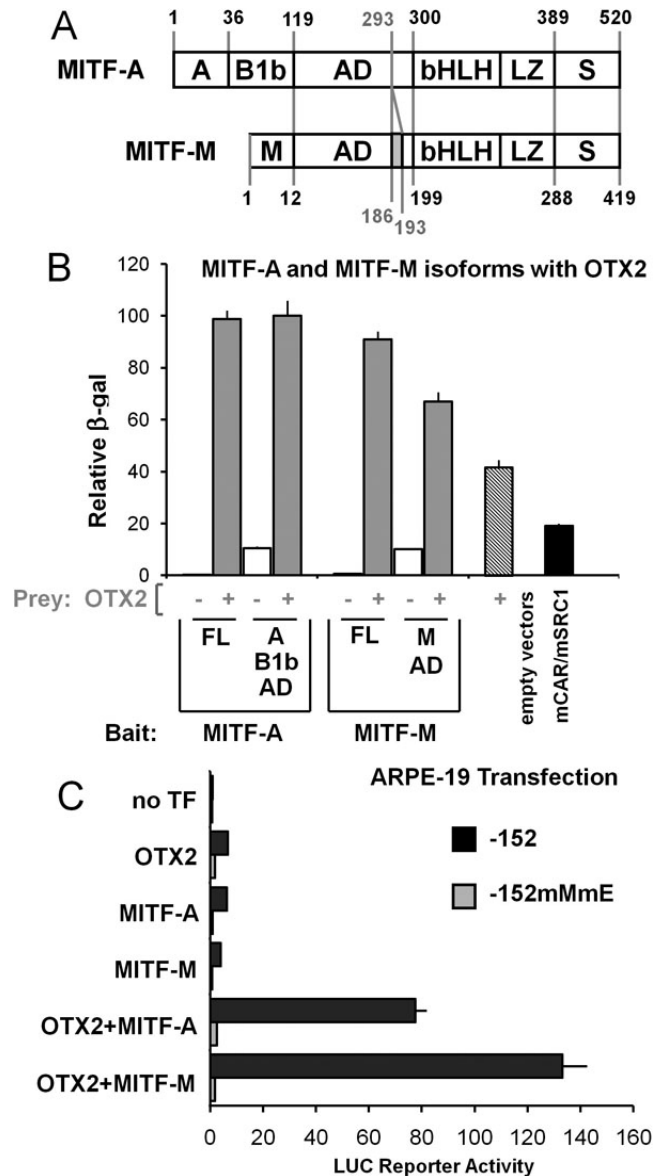 A
1 36 119 293 300 389 520
MITF-A A B1b AD bHLH LZ S
MITF-M M AD bHLH LZ S
1 12 186 193 199 288 419
B
MITF-A and MITF-M isoforms with OTX2
Relative β-gal
120
100
80
60
40
20
0
Prey: OTX2 - + - + - + - + +
FL A B1b AD FL M AD
empty vectors
mCAR/mSRC1
Bait: MITF-A MITF-M
C
ARPE-19 Transfection
-152
-152mMmE
no TF
OTX2
MITF-A
MITF-M
OTX2+MITF-A
OTX2+MITF-M
0 20 40 60 80 100 120 140 160
LUC Reporter Activity